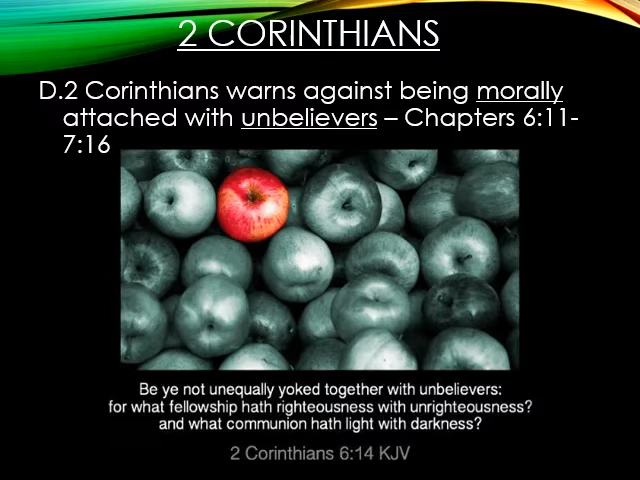 2 CORINTHIANS
D.2 Corinthians warns against being morally
attached with unbelievers – Chapters 6:11-
7:16
Be ye not unequally yoked together with unbelievers:
for what fellowship hath righteousness with unrighteousness?
and what communion hath light with darkness?
2 Corinthians 6:14 KJV